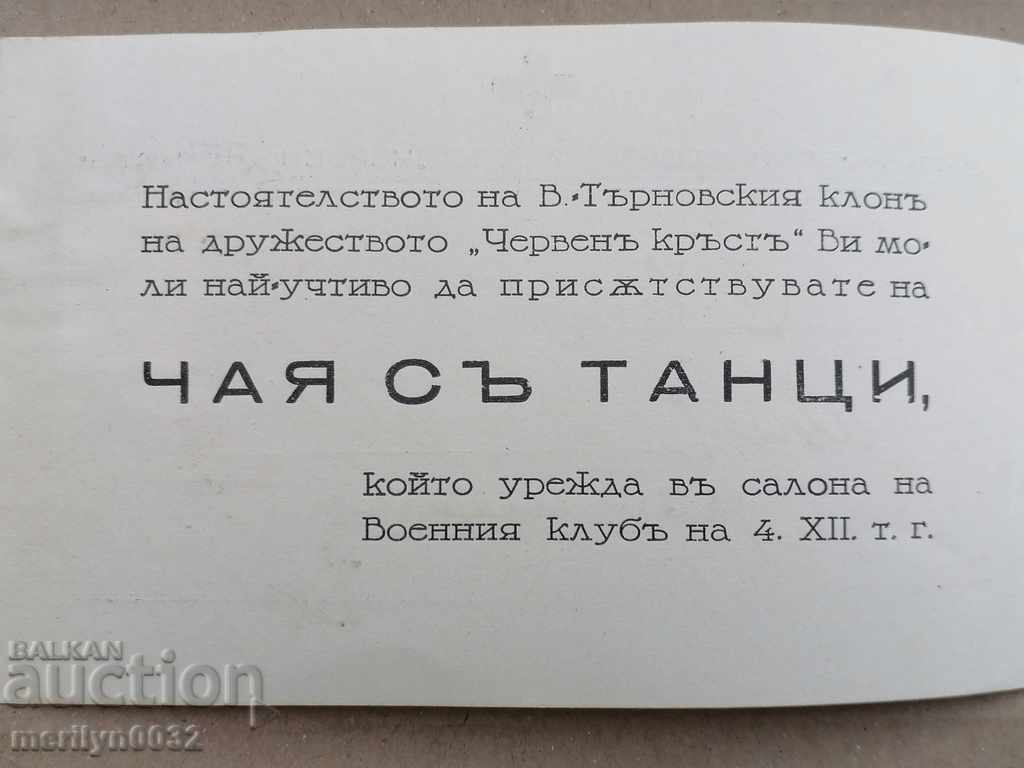 Настоятелството на В.-Търновския клонъ
на дружеството „Червенъ кръстъ“ Ви мо-
ли най-учтиво да присѫтствувате на
ЧАЯ СЪ ТАНЦИ,
който урежда въ салона на
Военния клубъ на 4. XII. т. г.
BALKAN
auction
merilyn0032